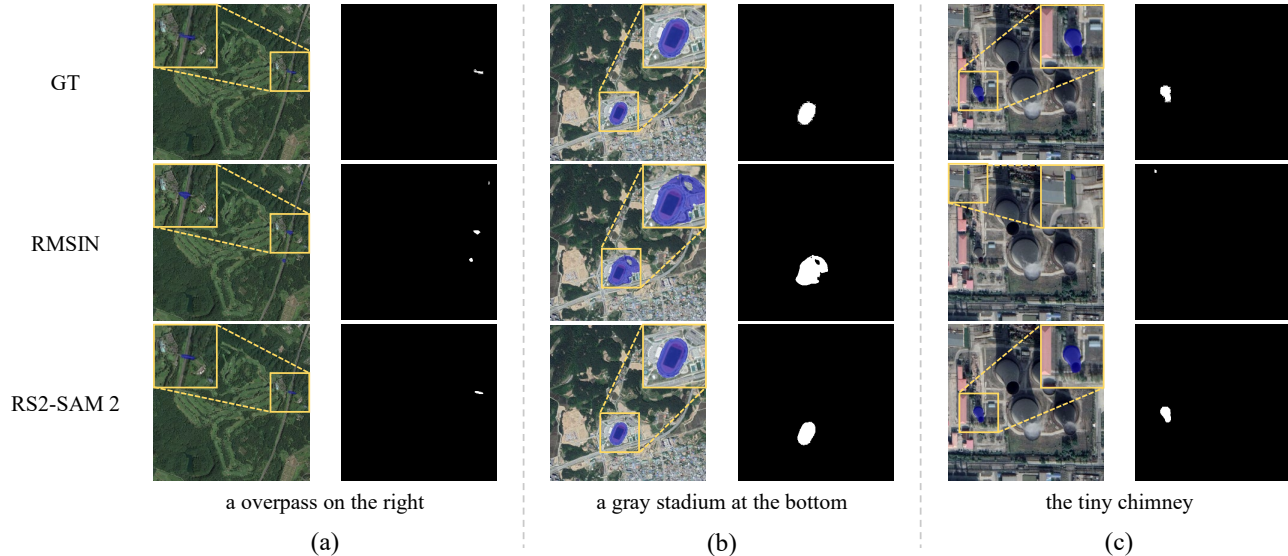 GT
RMSIN
RS2-SAM 2
a overpass on the right
a gray stadium at the bottom
the tiny chimney
(a)
(b)
(c)